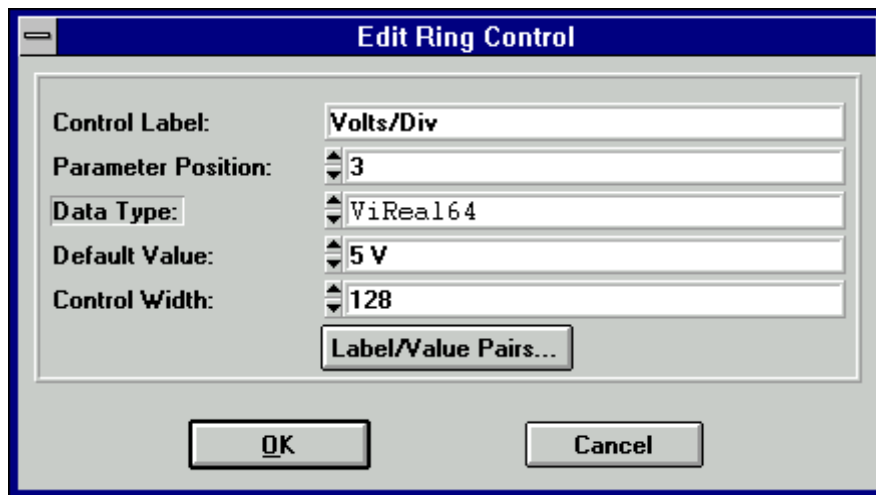 Edit Ring Control
Control Label: Volts/Div
Parameter Position: 3
Data Type: ViReal64
Default Value: 5 V
Control Width: 128
Label/Value Pairs...
OK Cancel